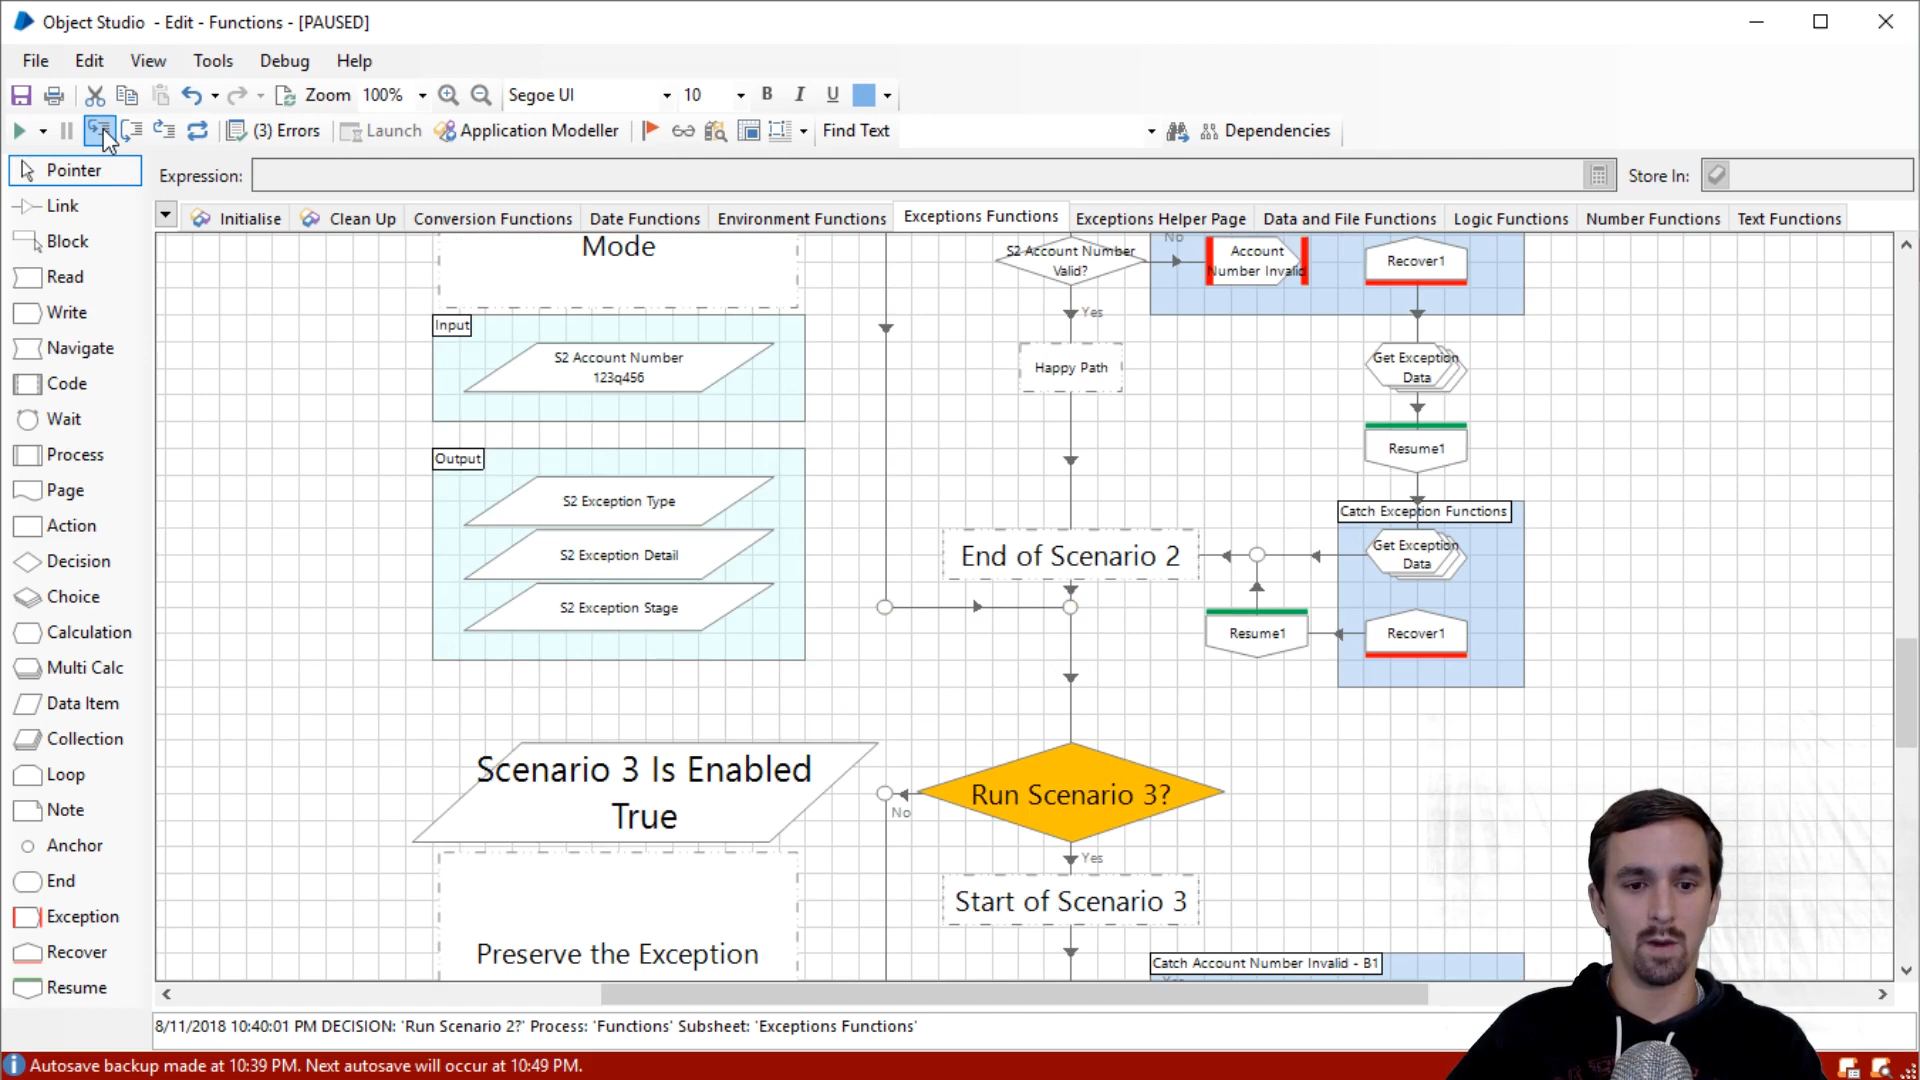 Object Studio - Edit - Functions - [PAUSED]
File Edit View Tools Debug Help
Zoom 100% Segoe UI 10 B I U
(3) Errors Launch Application Modeller Find Text Dependencies
Pointer
Link
Block
Read
Write
Navigate
Code
Wait
Process
Page
Action
Decision
Choice
Calculation
Multi Calc
Data Item
Collection
Loop
Note
Anchor
End
Exception
Recover
Resume
Expression: Store In:
Initialise Clean Up Conversion Functions Date Functions Environment Functions Exceptions Functions Exceptions Helper Page Data and File Functions Logic Functions Number Functions Text Functions
Mode
Input
S2 Account Number
123q456
Output
S2 Exception Type
S2 Exception Detail
S2 Exception Stage
Scenario 3 Is Enabled
True
Preserve the Exception
S2 Account Number
Valid?
No
Yes
Account
Number Invalid
Recover1
Happy Path
Get Exception
Data
Resume1
Catch Exception Functions
Get Exception
Data
End of Scenario 2
Resume1
Recover1
Run Scenario 3?
No
Yes
Start of Scenario 3
Catch Account Number Invalid - B1
8/11/2018 10:40:01 PM DECISION: 'Run Scenario 2?' Process: 'Functions' Subsheet: 'Exceptions Functions'
Autosave backup made at 10:39 PM. Next autosave will occur at 10:49 PM.